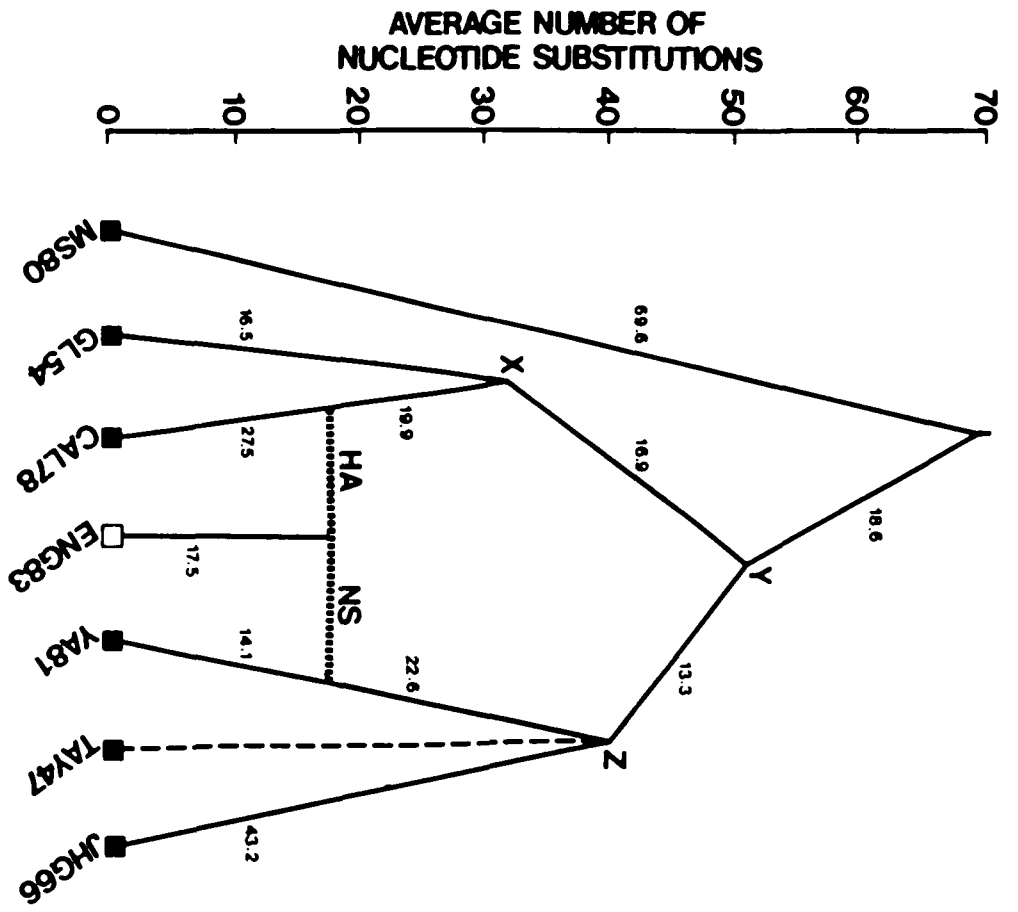 AVERAGE NUMBER OF
NUCLEOTIDE SUBSTITUTIONS
0 10 20 30 40 50 60 70
MS80
69.6
GL54
16.5
X
CAL78
27.5
19.9
HA
16.9
18.6
Y
ENG83
17.5
NS
YA81
14.1
22.6
13.3
Z
TAY47
JHG66
43.2